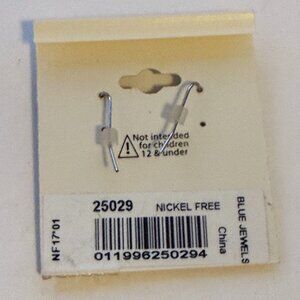 Not intended
for children
12 & under
25029 NICKEL FREE
011996250294
NF17'01
BLUE JEWELS
China